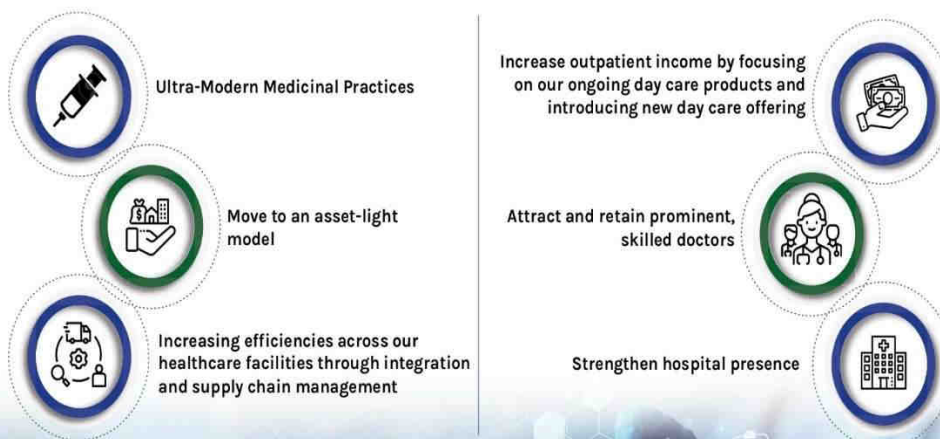 Ultra-Modern Medicinal Practices
Move to an asset-light
model
Increasing efficiencies across our
healthcare facilities through integration
and supply chain management
Increase outpatient income by focusing
on our ongoing day care products and
introducing new day care offering
Attract and retain prominent,
skilled doctors
Strengthen hospital presence